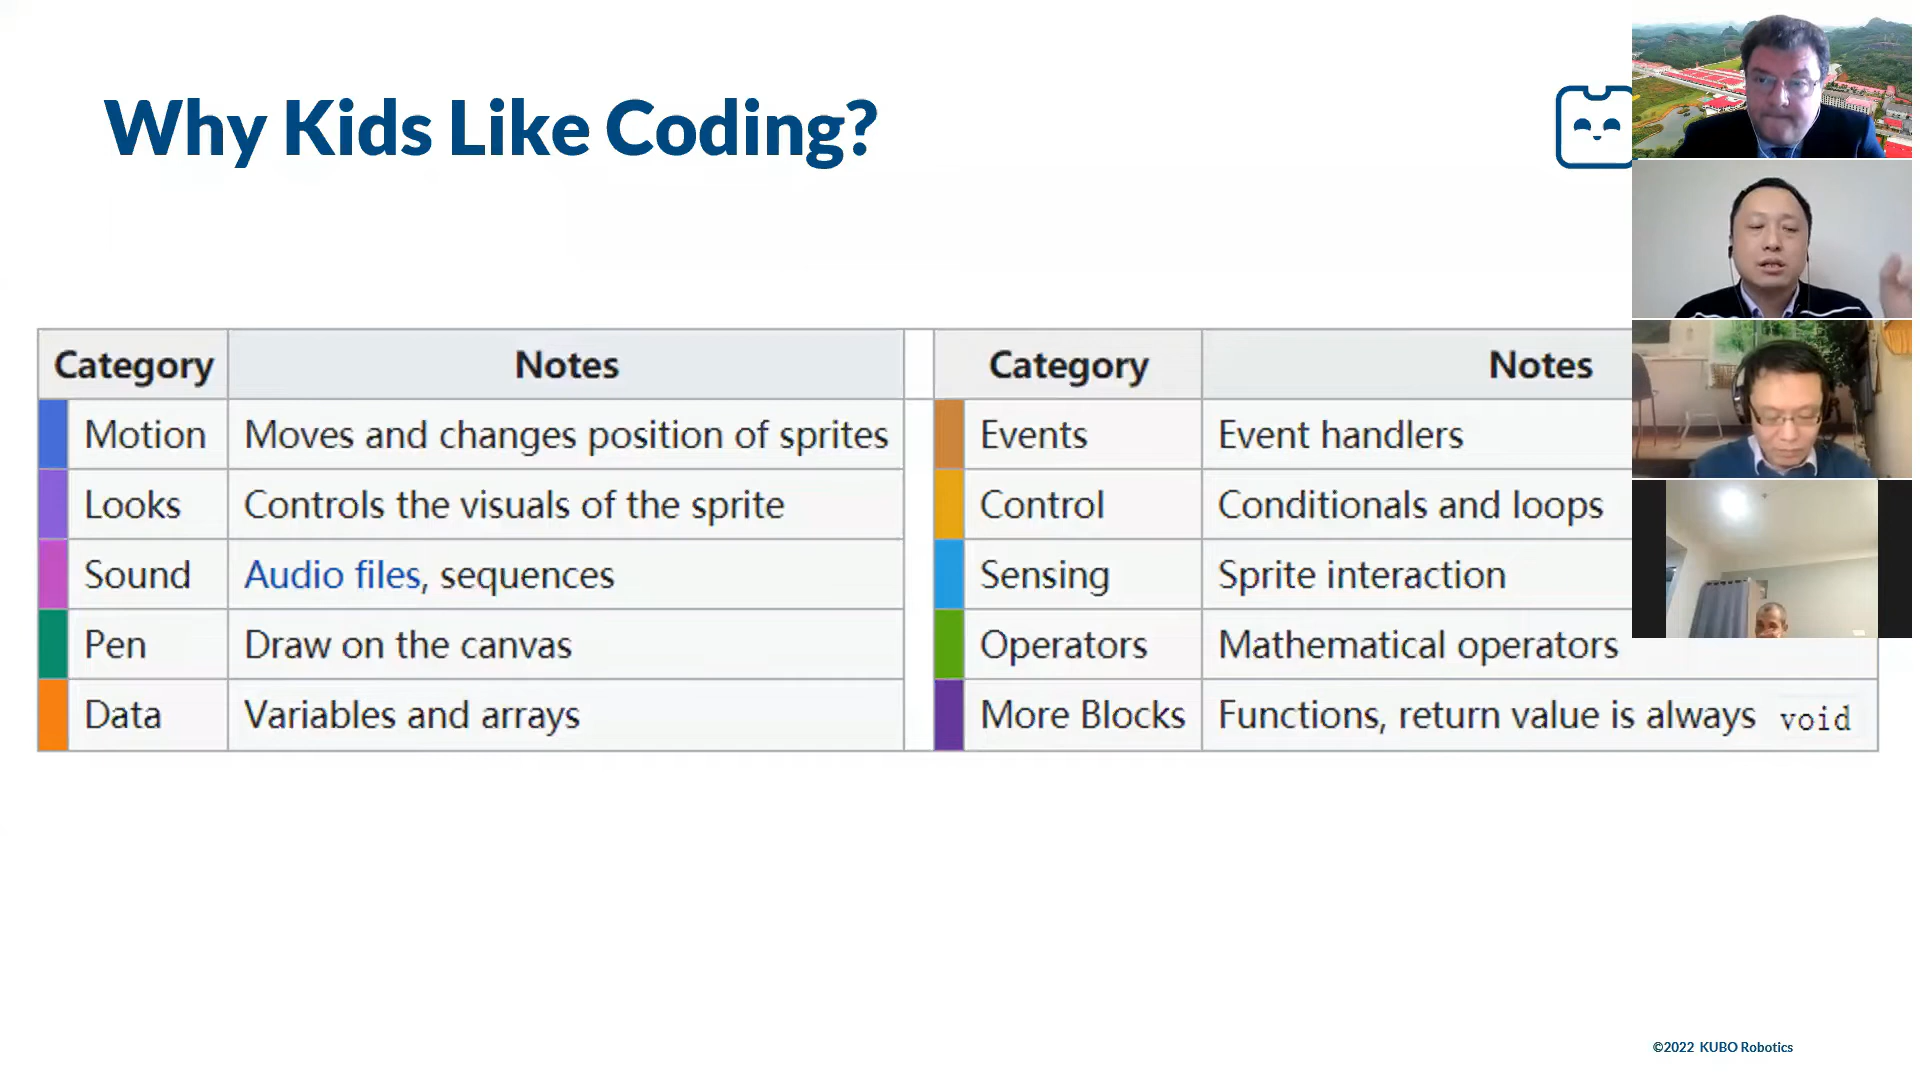 Why Kids Like Coding?
Category Notes Category Notes
Motion Moves and changes position of sprites Events Event handlers
Looks Controls the visuals of the sprite Control Conditionals and loops
Sound Audio files, sequences Sensing Sprite interaction
Pen Draw on the canvas Operators Mathematical operators
Data Variables and arrays More Blocks Functions, return value is always void
©2022 KUBO Robotics